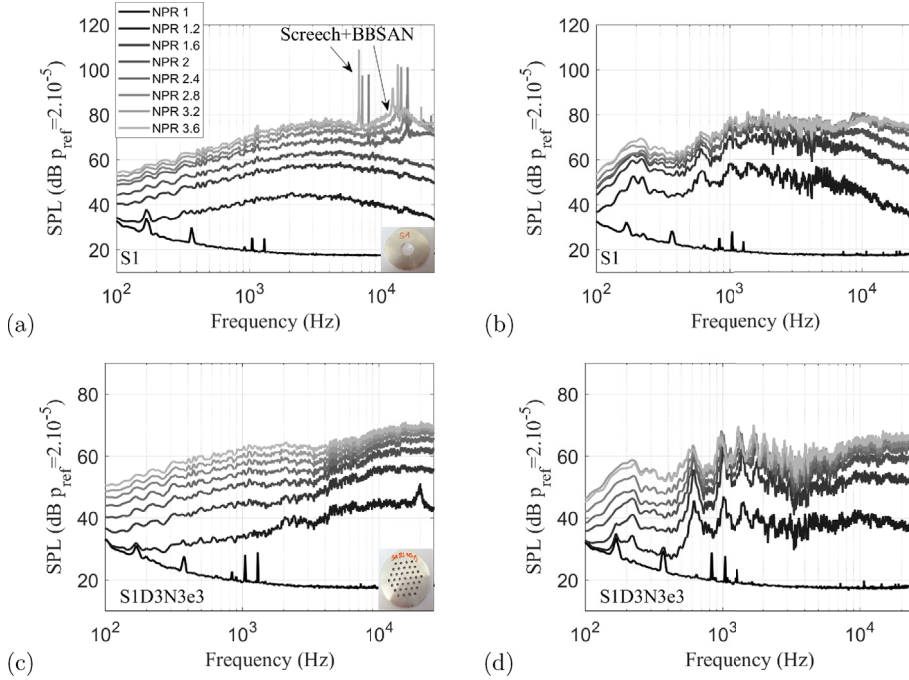 120
100
80
60
40
20
SPL (dB p_ref=2.10^-5)
NPR 1
NPR 1.2
NPR 1.6
NPR 2
NPR 2.4
NPR 2.8
NPR 3.2
NPR 3.6
Screech+BBSAN
S1
S1
10^2 10^3 10^4
Frequency (Hz)
(a)
120
100
80
60
40
20
SPL (dB p_ref=2.10^-5)
S1
10^2 10^3 10^4
Frequency (Hz)
(b)
80
60
40
20
SPL (dB p_ref=2.10^-5)
S1D3N3e3
10^2 10^3 10^4
Frequency (Hz)
(c)
80
60
40
20
SPL (dB p_ref=2.10^-5)
S1D3N3e3
10^2 10^3 10^4
Frequency (Hz)
(d)